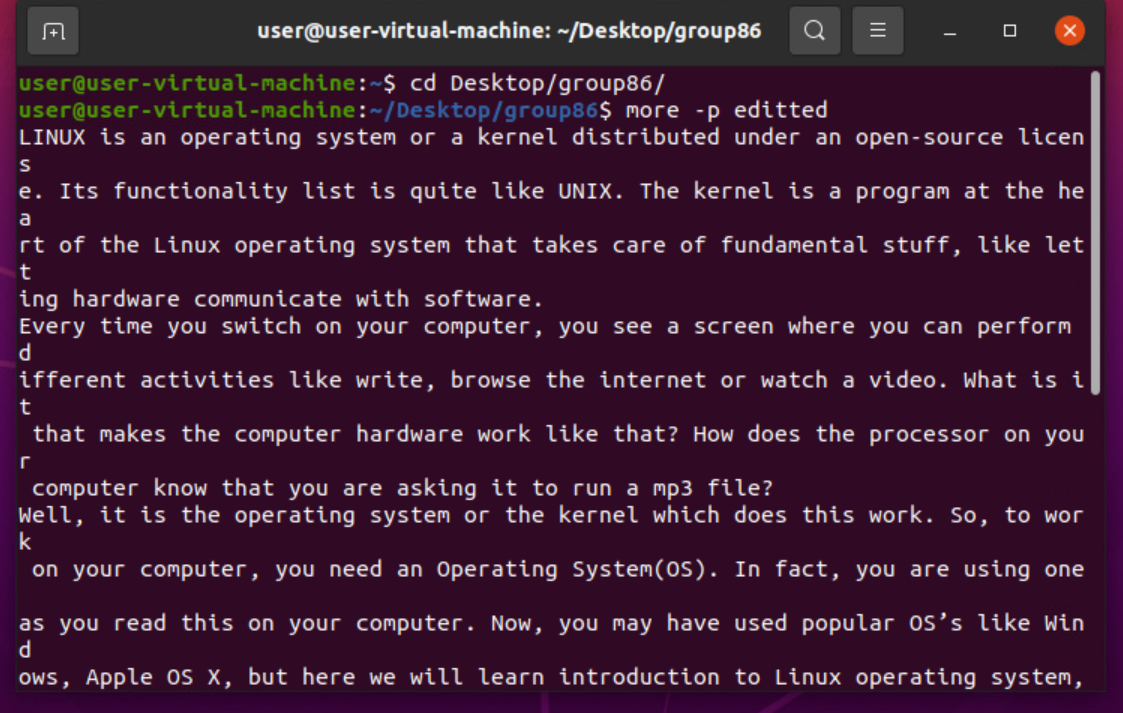 user@user-virtual-machine: ~/Desktop/group86
user@user-virtual-machine:~$ cd Desktop/group86/
user@user-virtual-machine:~/Desktop/group86$ more -p editted
LINUX is an operating system or a kernel distributed under an open-source licen
s
e. Its functionality list is quite like UNIX. The kernel is a program at the he
a
rt of the Linux operating system that takes care of fundamental stuff, like let
t
ing hardware communicate with software.
Every time you switch on your computer, you see a screen where you can perform
d
ifferent activities like write, browse the internet or watch a video. What is i
t
 that makes the computer hardware work like that? How does the processor on you
r
 computer know that you are asking it to run a mp3 file?
Well, it is the operating system or the kernel which does this work. So, to wor
k
 on your computer, you need an Operating System(OS). In fact, you are using one
as you read this on your computer. Now, you may have used popular OS’s like Win
d
ows, Apple OS X, but here we will learn introduction to Linux operating system,